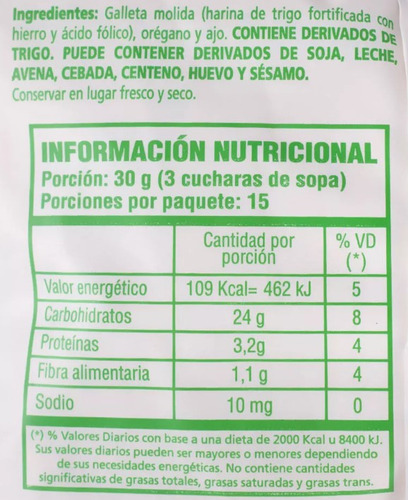 Ingredientes: Galleta molida (harina de trigo fortificada con
hierro y ácido fólico), orégano y ajo. CONTIENE DERIVADOS DE
TRIGO. PUEDE CONTENER DERIVADOS DE SOJA, LECHE,
AVENA, CEBADA, CENTENO, HUEVO Y SÉSAMO.
Conservar en lugar fresco y seco.
INFORMACIÓN NUTRICIONAL
Porción: 30 g (3 cucharas de sopa)
Porciones por paquete: 15
Cantidad por porción % VD (*)
Valor energético 109 Kcal= 462 kJ 5
Carbohidratos 24 g 8
Proteínas 3,2g 4
Fibra alimentaria 1,1 g 4
Sodio 10 mg 0
(*) % Valores Diarios con base a una dieta de 2000 Kcal u 8400 kJ.
Sus valores diarios pueden ser mayores o menores dependiendo
de sus necesidades energéticas. No contiene cantidades
significativas de grasas totales, grasas saturadas y grasas trans.